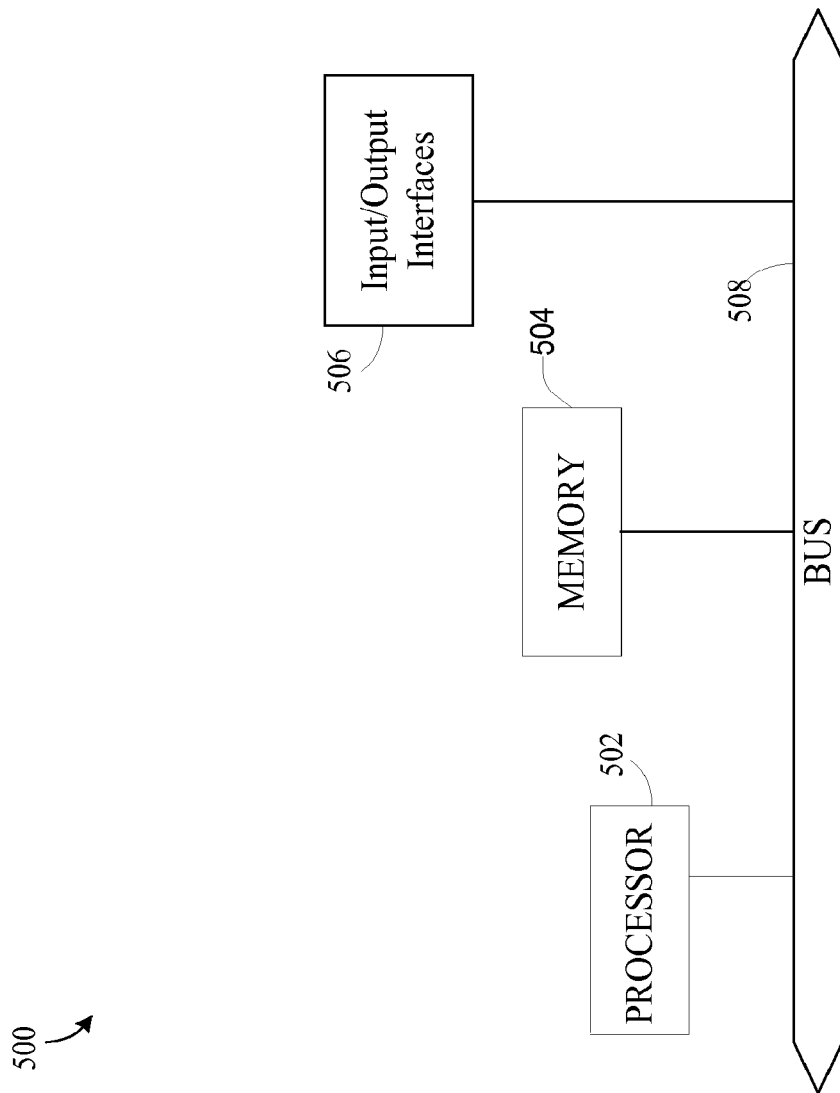 500
Input/Output
Interfaces
506
504
MEMORY
502
PROCESSOR
508
BUS